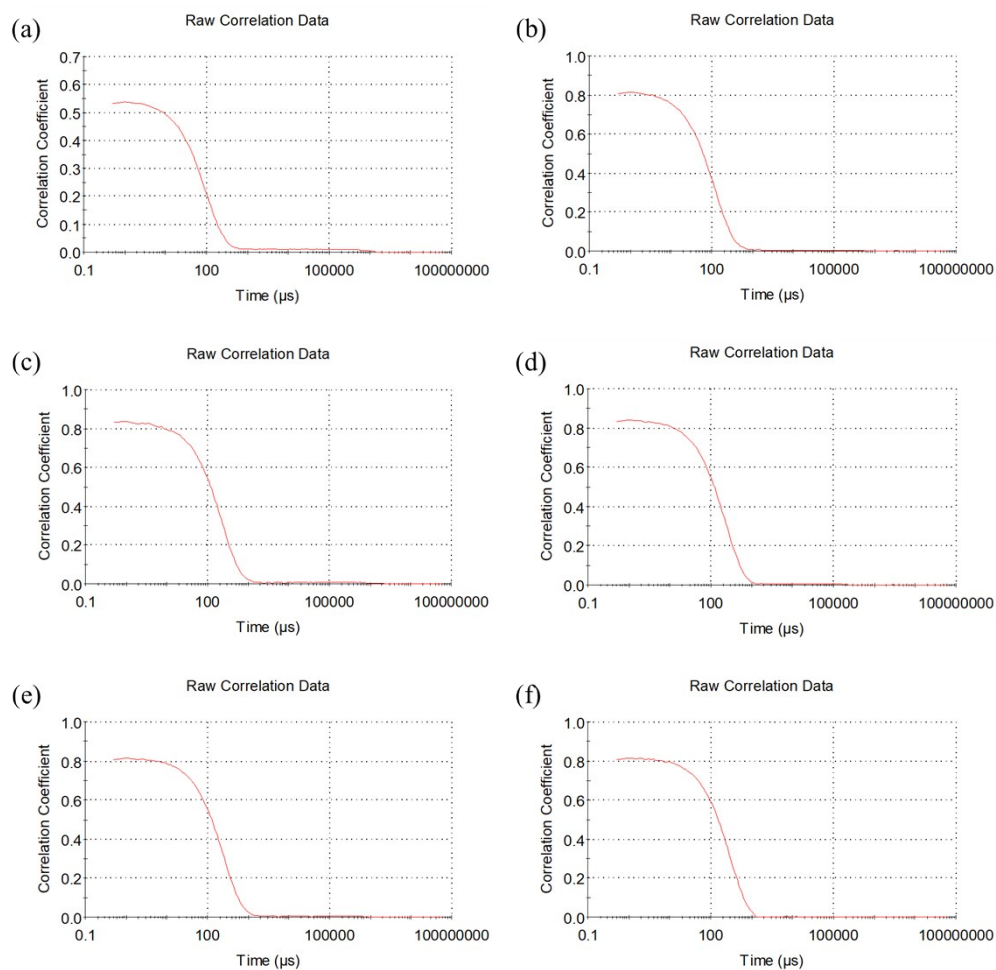 (a)
Raw Correlation Data
Correlation Coefficient
0.7
0.6
0.5
0.4
0.3
0.2
0.1
0.0
0.1 100 100000 100000000
Time (µs)
(b)
Raw Correlation Data
Correlation Coefficient
1.0
0.8
0.6
0.4
0.2
0.0
0.1 100 100000 100000000
Time (µs)
(c)
Raw Correlation Data
Correlation Coefficient
1.0
0.8
0.6
0.4
0.2
0.0
0.1 100 100000 100000000
Time (µs)
(d)
Raw Correlation Data
Correlation Coefficient
1.0
0.8
0.6
0.4
0.2
0.0
0.1 100 100000 100000000
Time (µs)
(e)
Raw Correlation Data
Correlation Coefficient
1.0
0.8
0.6
0.4
0.2
0.0
0.1 100 100000 100000000
Time (µs)
(f)
Raw Correlation Data
Correlation Coefficient
1.0
0.8
0.6
0.4
0.2
0.0
0.1 100 100000 100000000
Time (µs)